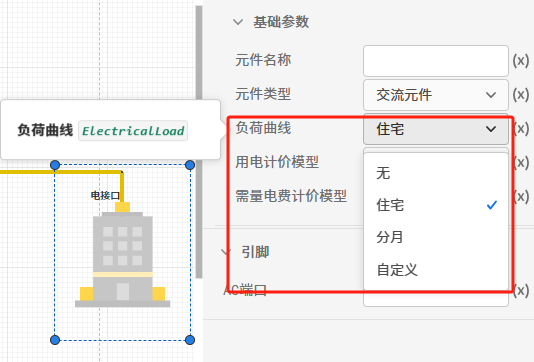 基础参数
元件名称 (x)
元件类型 交流元件 (x)
负荷曲线 ElectricalLoad
负荷曲线 住宅 (x)
用电计价模型 (x)
无
需量电费计价模型 (x)
电接口
住宅
分月
引脚
自定义
AC端口 (x)